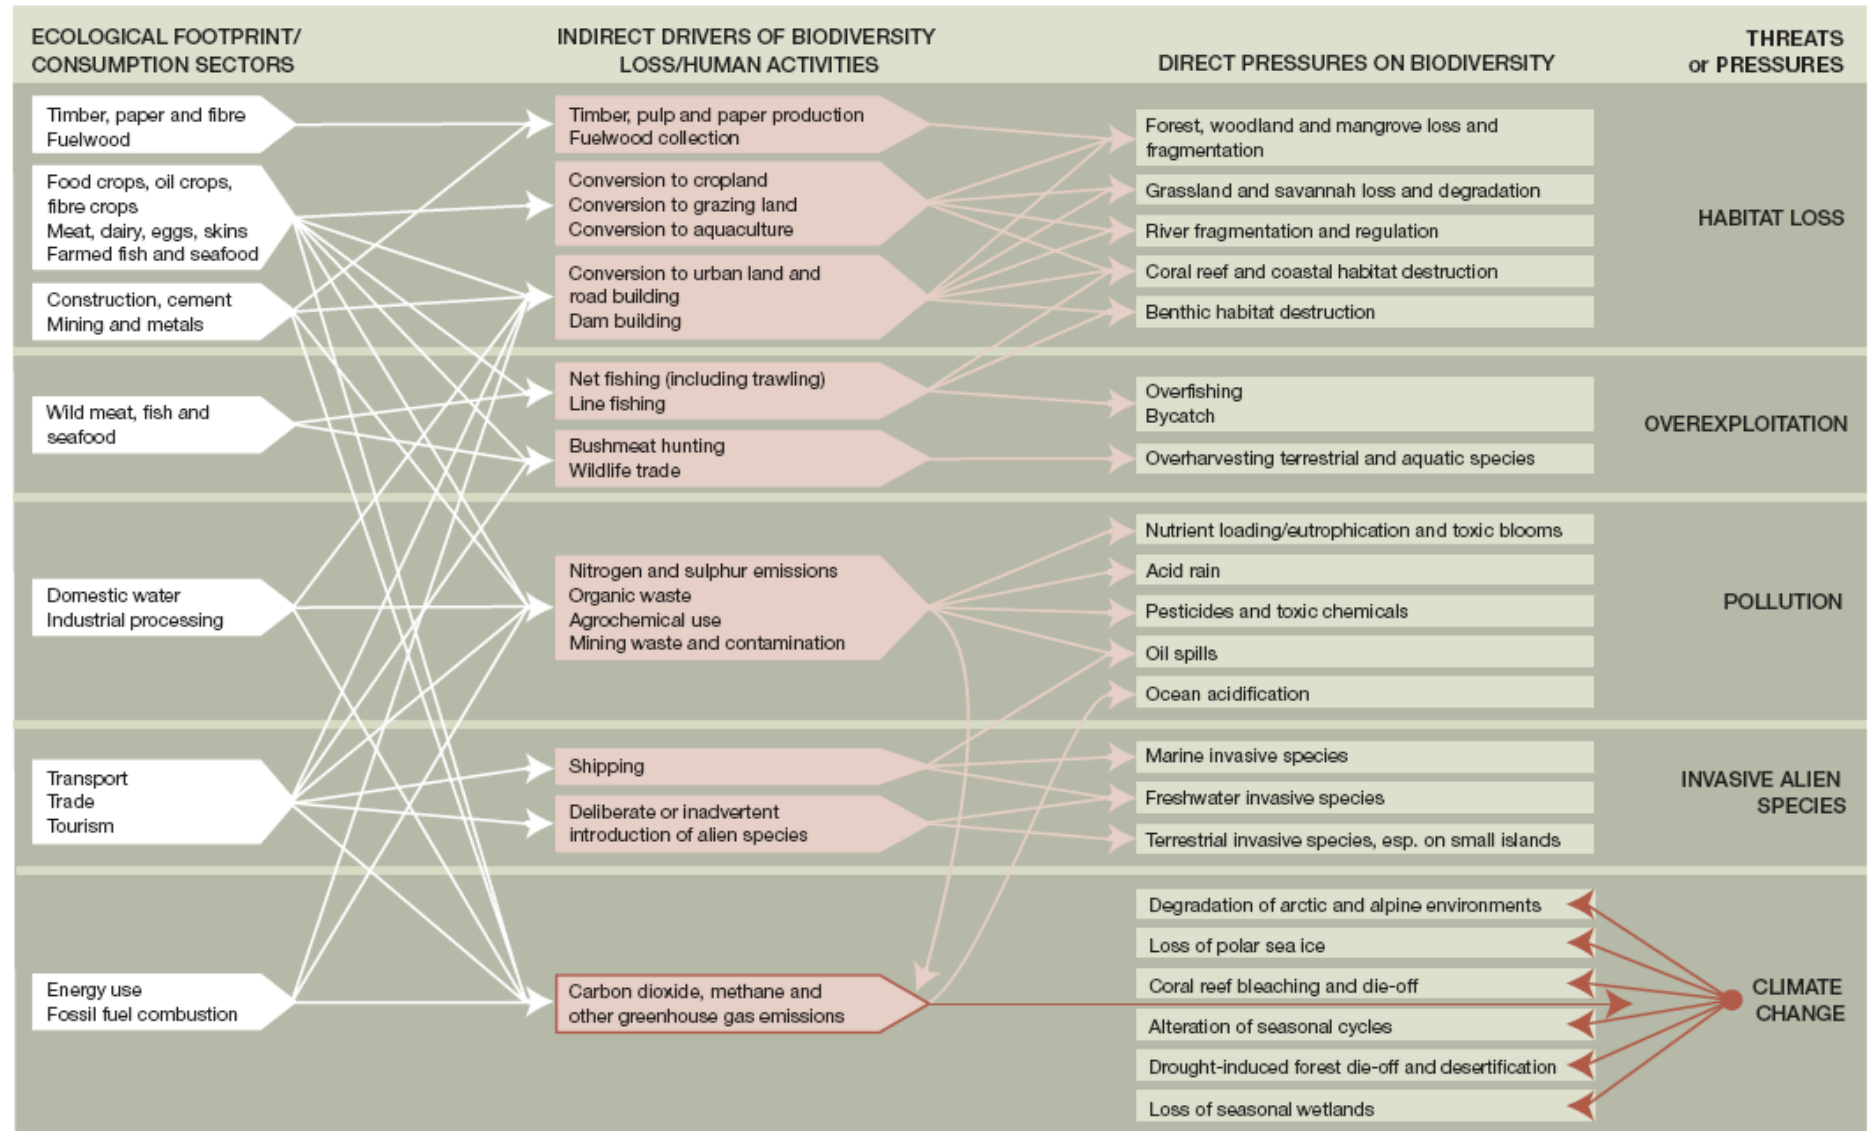 ECOLOGICAL FOOTPRINT/
CONSUMPTION SECTORS
INDIRECT DRIVERS OF BIODIVERSITY
LOSS/HUMAN ACTIVITIES
DIRECT PRESSURES ON BIODIVERSITY
THREATS
or PRESSURES
Timber, paper and fibre
Fuelwood
Food crops, oil crops,
fibre crops
Meat, dairy, eggs, skins
Farmed fish and seafood
Construction, cement
Mining and metals
Timber, pulp and paper production
Fuelwood collection
Conversion to cropland
Conversion to grazing land
Conversion to aquaculture
Conversion to urban land and
road building
Dam building
Forest, woodland and mangrove loss and
fragmentation
Grassland and savannah loss and degradation
River fragmentation and regulation
Coral reef and coastal habitat destruction
Benthic habitat destruction
HABITAT LOSS
Wild meat, fish and
seafood
Net fishing (including trawling)
Line fishing
Bushmeat hunting
Wildlife trade
Overfishing
Bycatch
Overharvesting terrestrial and aquatic species
OVEREXPLOITATION
Domestic water
Industrial processing
Nitrogen and sulphur emissions
Organic waste
Agrochemical use
Mining waste and contamination
Nutrient loading/eutrophication and toxic blooms
Acid rain
Pesticides and toxic chemicals
Oil spills
Ocean acidification
POLLUTION
Transport
Trade
Tourism
Shipping
Deliberate or inadvertent
introduction of alien species
Marine invasive species
Freshwater invasive species
Terrestrial invasive species, esp. on small islands
INVASIVE ALIEN
SPECIES
Energy use
Fossil fuel combustion
Carbon dioxide, methane and
other greenhouse gas emissions
Degradation of arctic and alpine environments
Loss of polar sea ice
Coral reef bleaching and die-off
Alteration of seasonal cycles
Drought-induced forest die-off and desertification
Loss of seasonal wetlands
CLIMATE
CHANGE